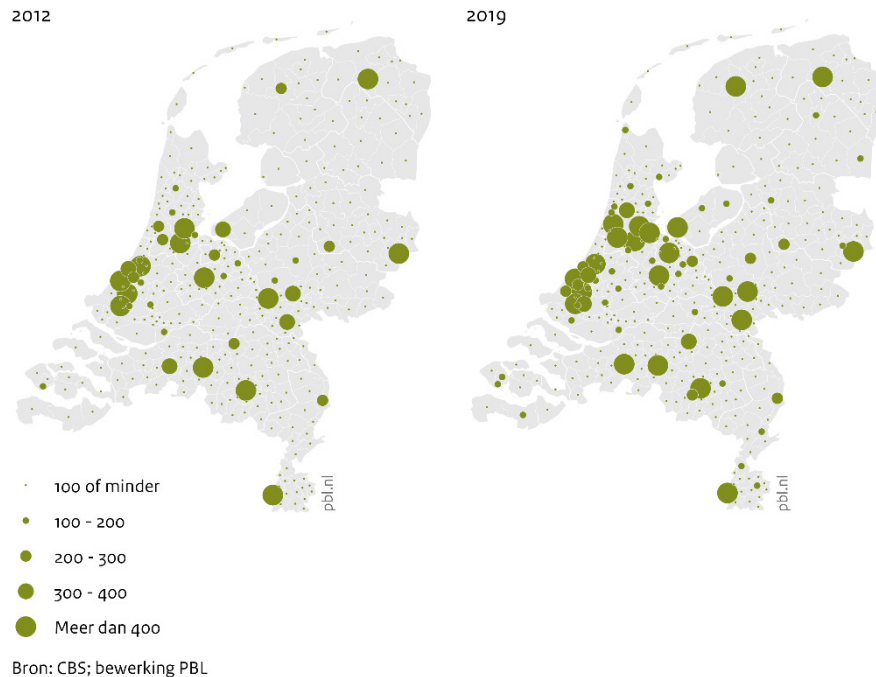 2012
2019
100 of minder
100 - 200
200 - 300
300 - 400
Meer dan 400
pbl.nl
pbl.nl
Bron: CBS; bewerking PBL